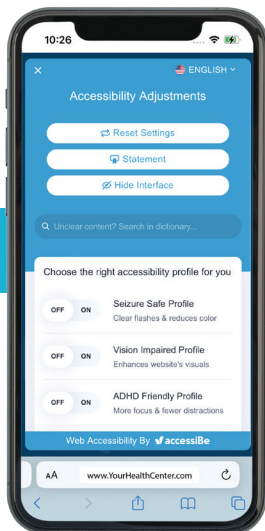 10:26
× ENGLISH
Accessibility Adjustments
Reset Settings
Statement
Hide Interface
Unclear content? Search in dictionary...
Choose the right accessibility profile for you
OFF ON Seizure Safe Profile
Clear flashes & reduces color
OFF ON Vision Impaired Profile
Enhances website's visuals
OFF ON ADHD Friendly Profile
More focus & fewer distractions
Web Accessibility By accessiBe
AA www.YourHealthCenter.com